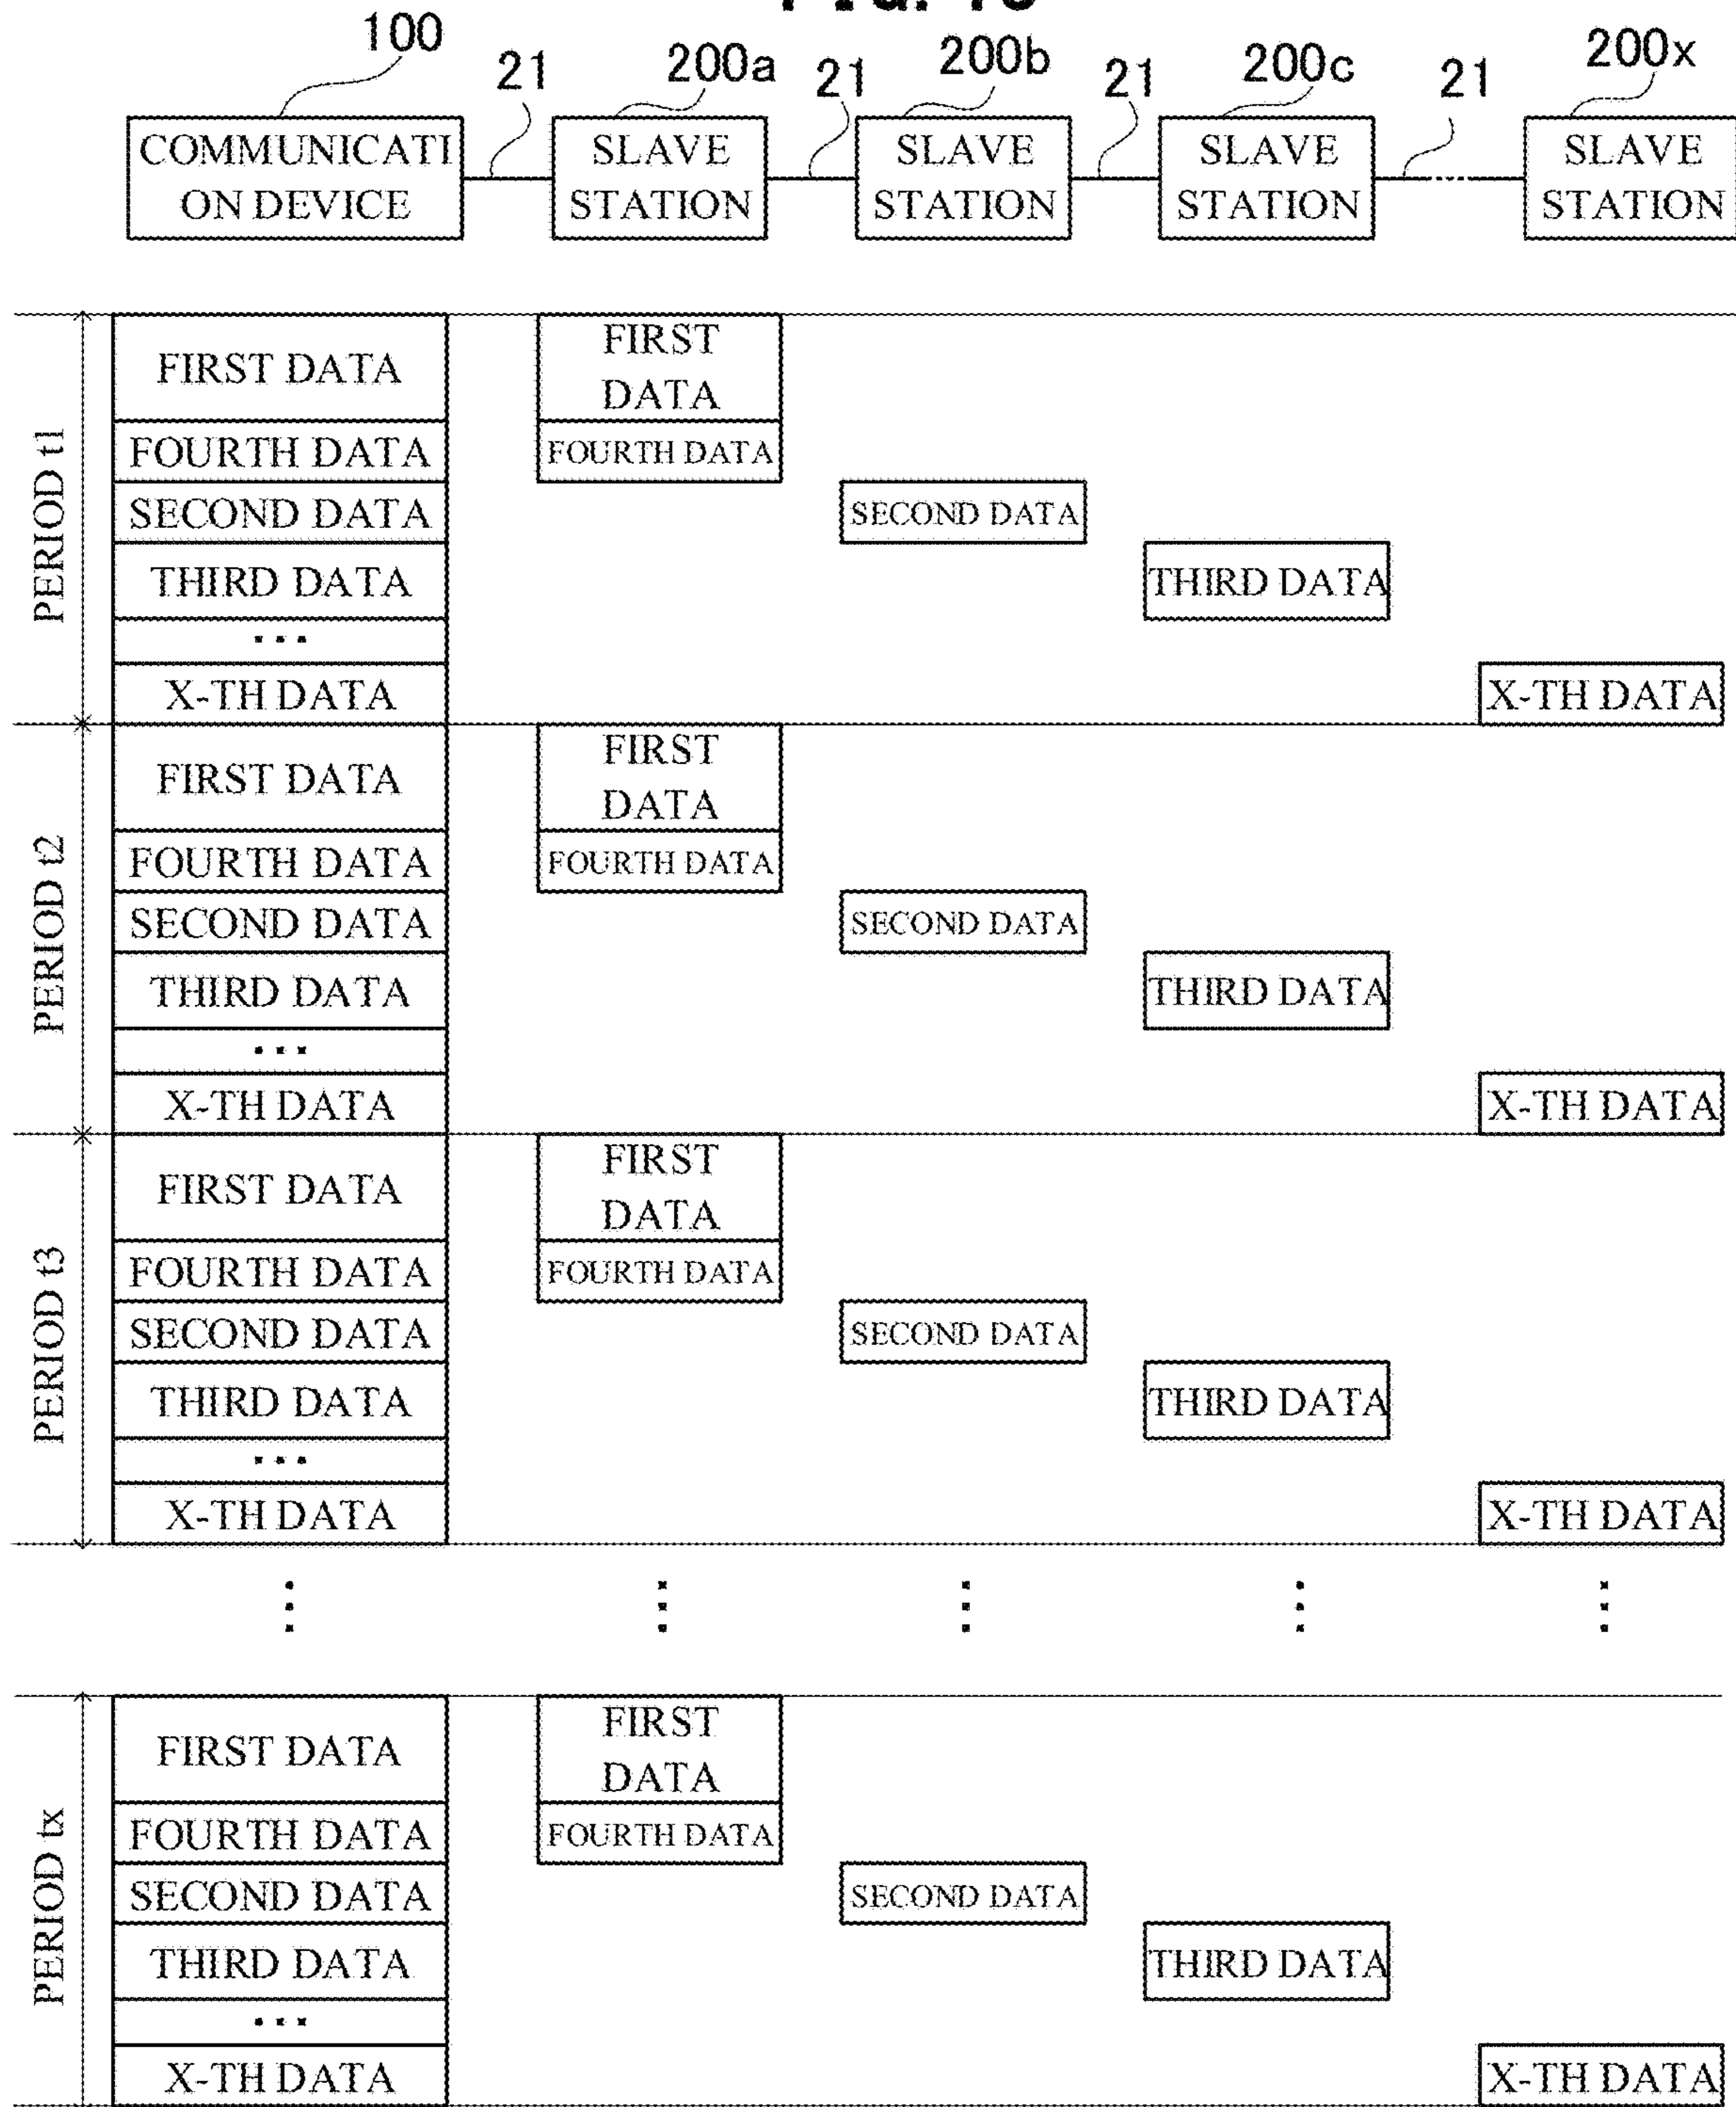 FIG.
100
21
200a
21
200b
21
200c
21
200x
COMMUNICATI
ON DEVICE
SLAVE
STATION
SLAVE
STATION
SLAVE
STATION
SLAVE
STATION
PERIOD t1
FIRST DATA
FOURTH DATA
SECOND DATA
THIRD DATA
...
X-TH DATA
FIRST
DATA
FOURTH DATA
SECOND DATA
THIRD DATA
X-TH DATA
PERIOD t2
FIRST DATA
FOURTH DATA
SECOND DATA
THIRD DATA
...
X-TH DATA
FIRST
DATA
FOURTH DATA
SECOND DATA
THIRD DATA
X-TH DATA
PERIOD t3
FIRST DATA
FOURTH DATA
SECOND DATA
THIRD DATA
...
X-TH DATA
FIRST
DATA
FOURTH DATA
SECOND DATA
THIRD DATA
X-TH DATA
PERIOD tx
FIRST DATA
FOURTH DATA
SECOND DATA
THIRD DATA
...
X-TH DATA
FIRST
DATA
FOURTH DATA
SECOND DATA
THIRD DATA
X-TH DATA